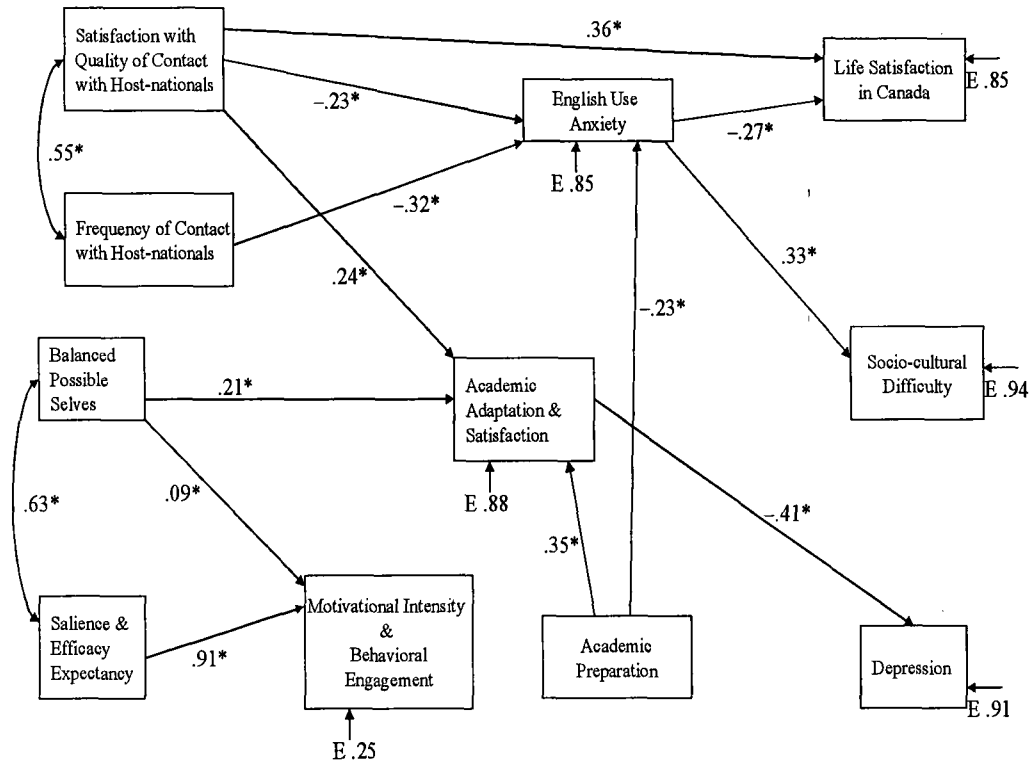 Satisfaction with
Quality of Contact
with Host-nationals
.36*
Life Satisfaction
in Canada
E .85
-.23*
English Use
Anxiety
-.27*
E .85
.55*
Frequency of Contact
with Host-nationals
-.32*
.24*
-.23*
.33*
Socio-cultural
Difficulty
E .94
Balanced
Possible
Selves
.21*
Academic
Adaptation &
Satisfaction
E .88
.09*
.63*
-.41*
.35*
Salience &
Efficacy
Expectancy
.91*
Motivational Intensity
&
Behavioral
Engagement
E .25
Academic
Preparation
Depression
E .91